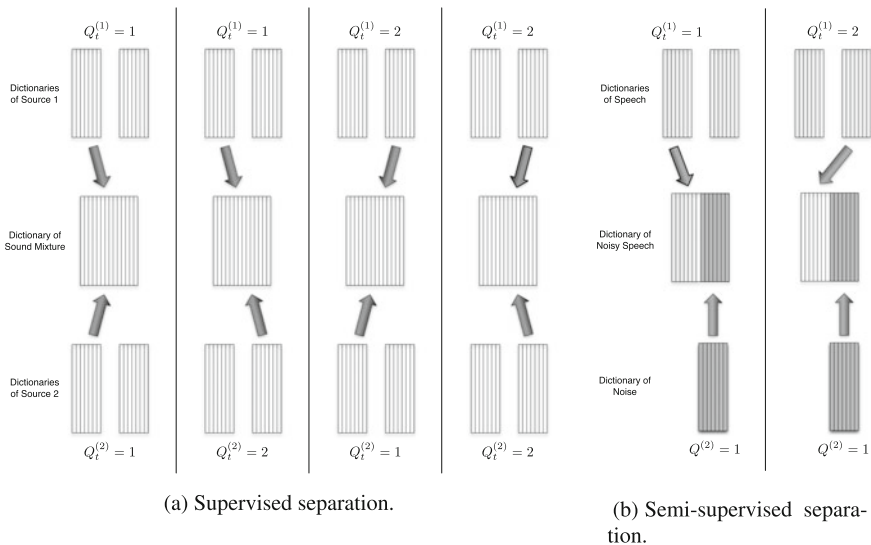 Q_t^{(1)} = 1
Q_t^{(1)} = 1
Q_t^{(1)} = 2
Q_t^{(1)} = 2
Dictionaries
of Source 1
Dictionary of
Sound Mixture
Dictionaries
of Source 2
Q_t^{(2)} = 1
Q_t^{(2)} = 2
Q_t^{(2)} = 1
Q_t^{(2)} = 2
(a) Supervised separation.
Q_t^{(1)} = 1
Q_t^{(1)} = 2
Dictionaries
of Speech
Dictionary of
Noisy Speech
Dictionary of
Noise
Q^{(2)} = 1
Q^{(2)} = 1
(b) Semi-supervised separa-
tion.